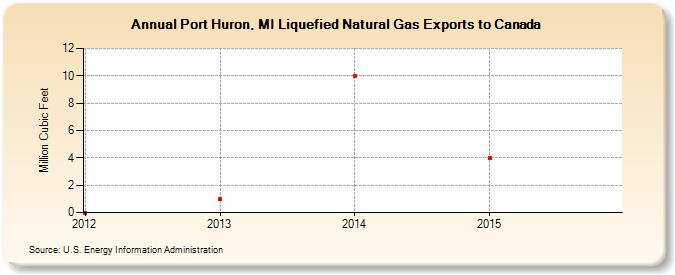 Annual Port Huron, MI Liquefied Natural Gas Exports to Canada
Million Cubic Feet
12
10
8
6
4
2
0
2012 2013 2014 2015
Source: U.S. Energy Information Administration